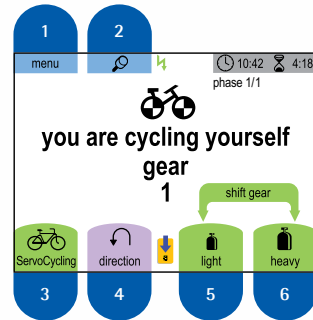 1 2
menu 10:42 4:18
phase 1/1
you are cycling yourself
gear
1
shift gear
ServoCycling direction light heavy
3 4 5 6